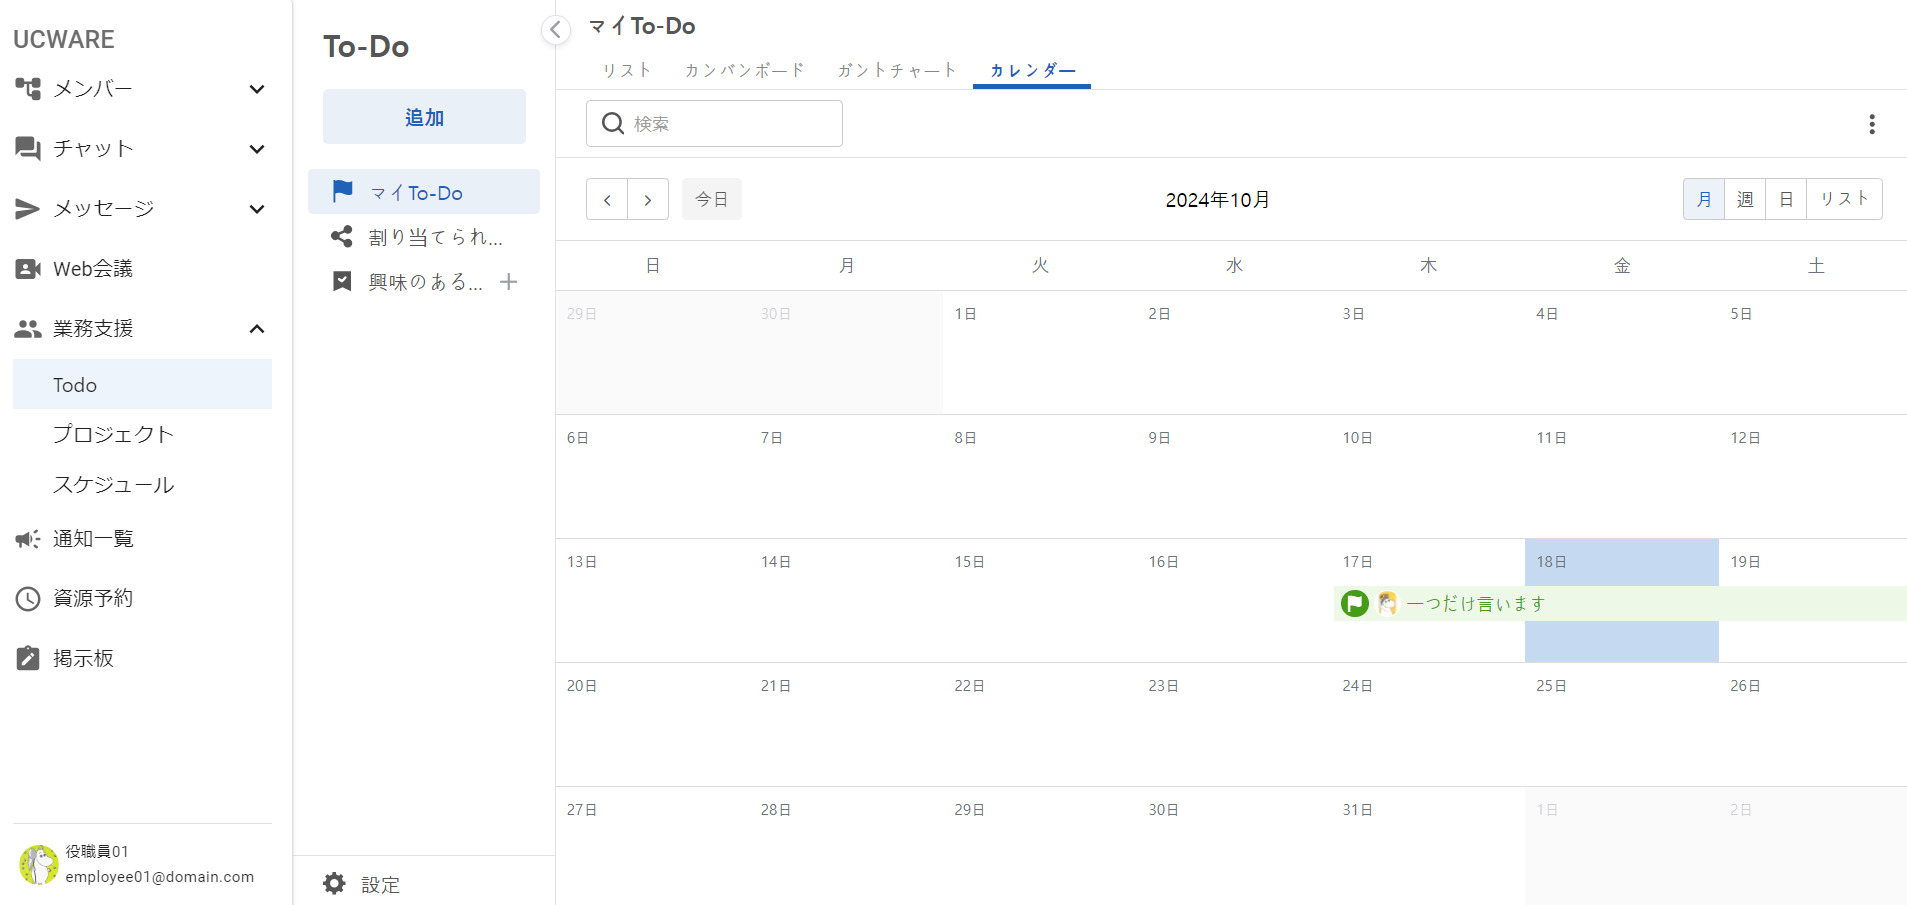 UCWARE
メンバー
チャット
メッセージ
Web会議
業務支援
Todo
プロジェクト
スケジュール
通知一覧
資源予約
掲示板
役職員01
employee01@domain.com
To-Do
追加
マイTo-Do
割り当てられ...
興味のある...
設定
マイTo-Do
リスト カンバンボード ガントチャート カレンダー
検索
今日 2024年10月 月 週 日 リスト
日 月 火 水 木 金 土
29日 30日 1日 2日 3日 4日 5日
6日 7日 8日 9日 10日 11日 12日
13日 14日 15日 16日 17日 18日 19日
一つだけ言います
20日 21日 22日 23日 24日 25日 26日
27日 28日 29日 30日 31日 1日 2日